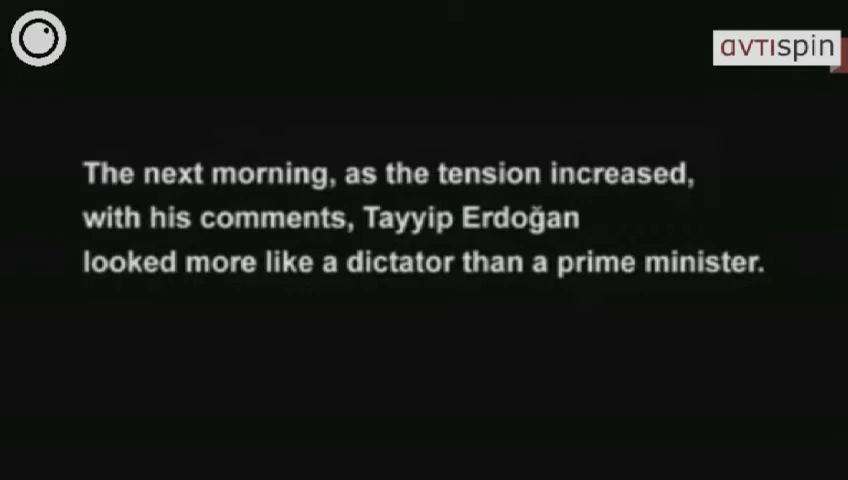 αντιspin
The next morning, as the tension increased,
with his comments, Tayyip Erdoğan
looked more like a dictator than a prime minister.